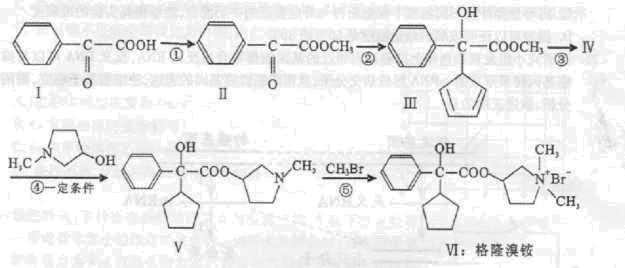 COOH ① COOCH₃ ② OH COOCH₃ ③ Ⅳ
O O
Ⅰ Ⅱ Ⅲ
OH
N H₃C ④一定条件 OH COO N CH₃ CH₃Br ⑤ OH COO CH₃ N⁺Br⁻ CH₃
Ⅴ Ⅵ：格隆溴铵